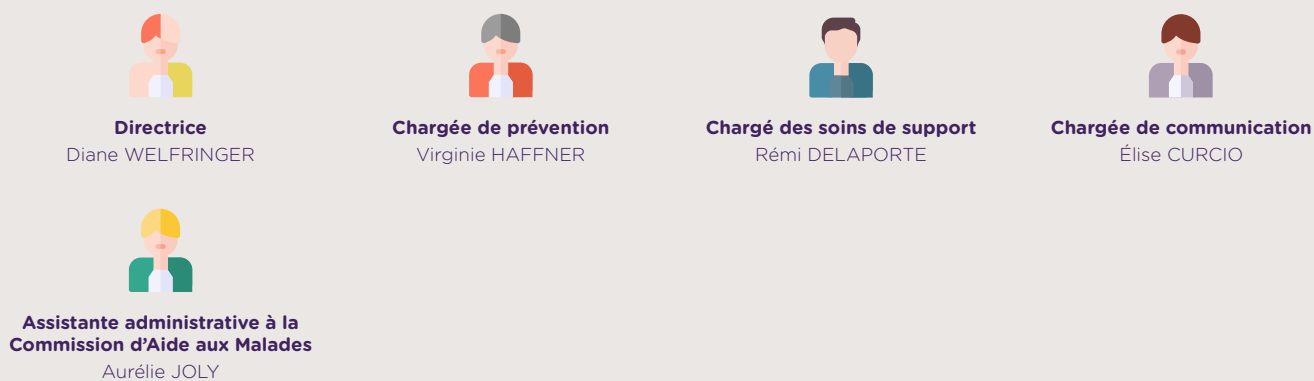 Directrice
Diane WELFRINGER
Chargée de prévention
Virginie HAFFNER
Chargé des soins de support
Rémi DELAPORTE
Chargée de communication
Élise CURCIO
Assistante administrative à la
Commission d'Aide aux Malades
Aurélie JOLY